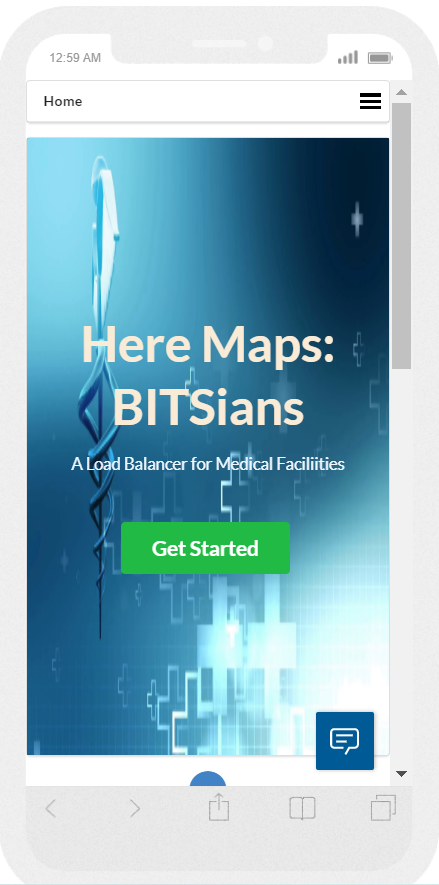 12:59 AM
Home
Here Maps:
BITSians
A Load Balancer for Medical Faciliities
Get Started